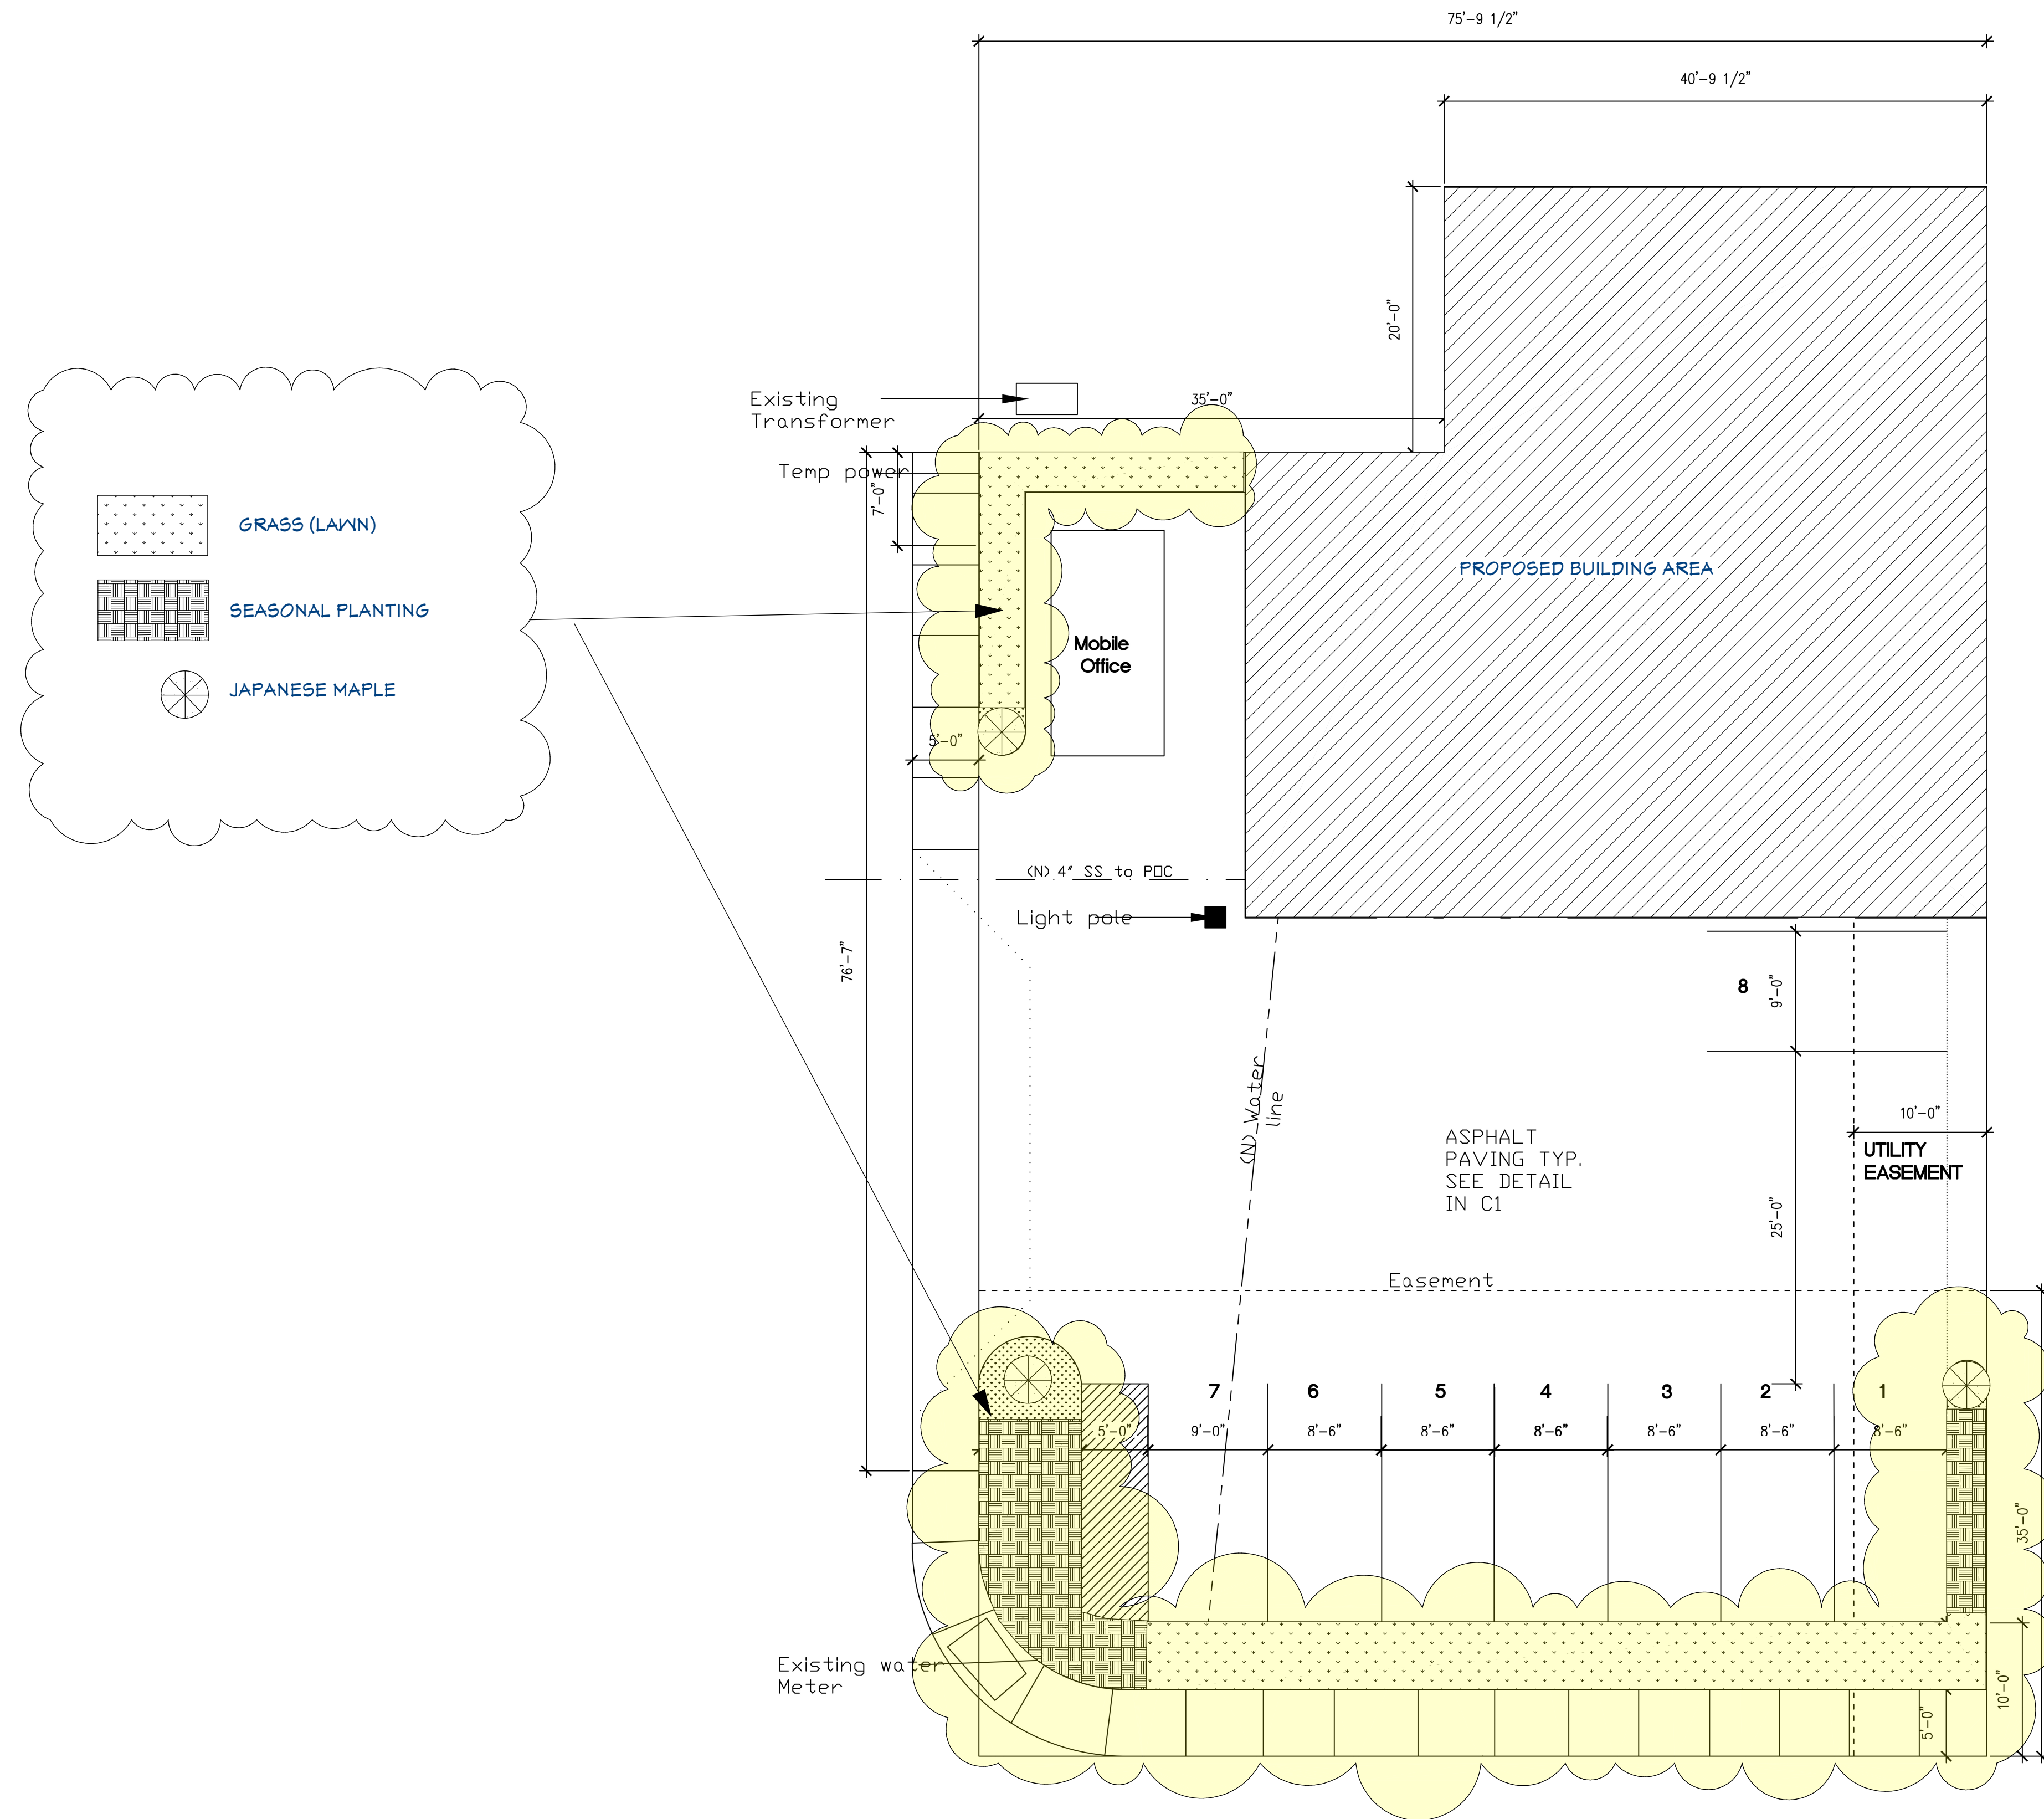 75'-9 1/2"
40'-9 1/2"
20'-0"
Existing
Transformer
35'-0"
Temp power
7'-0"
GRASS (LAWN)
SEASONAL PLANTING
JAPANESE MAPLE
PROPOSED BUILDING AREA
Mobile
Office
5'-0"
(N) 4" SS to POC
Light pole
76'-7"
8
9'-0"
(N) Water
line
10'-0"
UTILITY
EASEMENT
ASPHALT
PAVING TYP.
SEE DETAIL
IN C1
25'-0"
Easement
7
6
5
4
3
2
1
5'-0"
9'-0"
8'-6"
8'-6"
8'-6"
8'-6"
8'-6"
8'-6"
35'-0"
Existing water
Meter
10'-0"
5'-0"